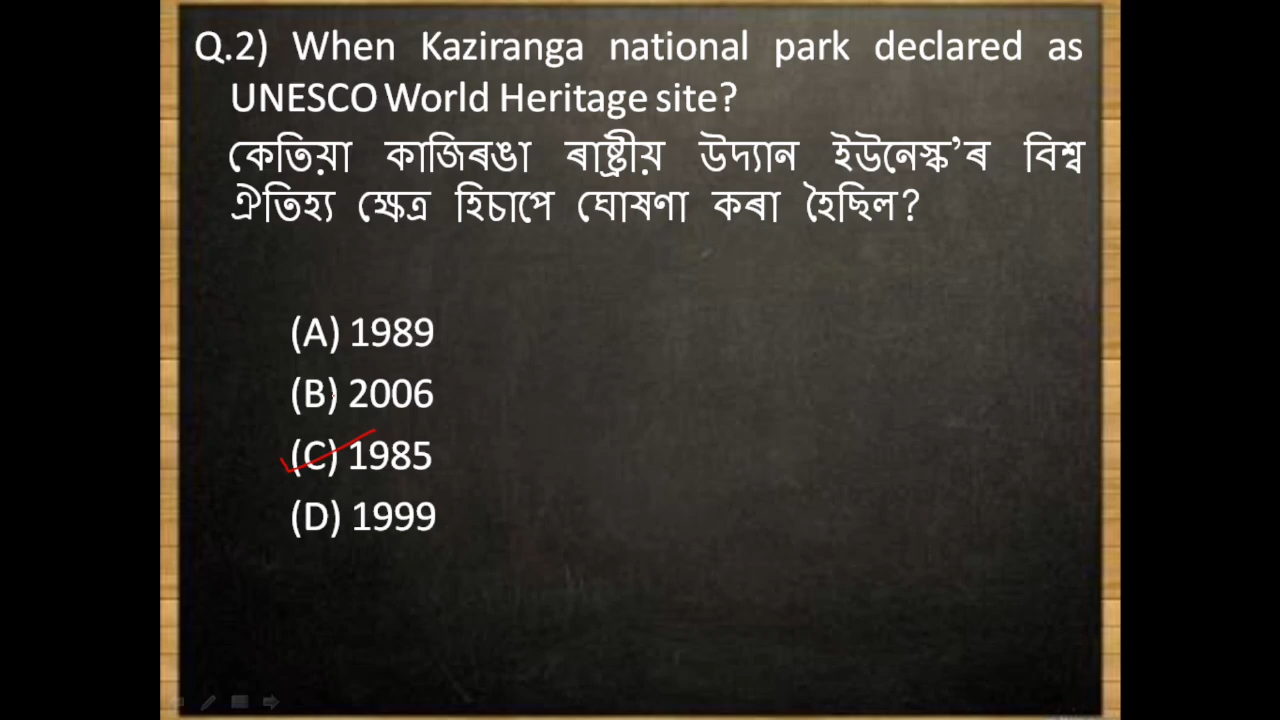 Q.2) When Kaziranga national park declared as
UNESCO World Heritage site?
কেতিয়া কাজিৰঙা ৰাষ্ট্ৰীয় উদ্যান ইউনেস্ক’ৰ বিশ্ব
ঐতিহ্য ক্ষেত্ৰ হিচাপে ঘোষণা কৰা হৈছিল?
(A) 1989
(B) 2006
(C) 1985
(D) 1999